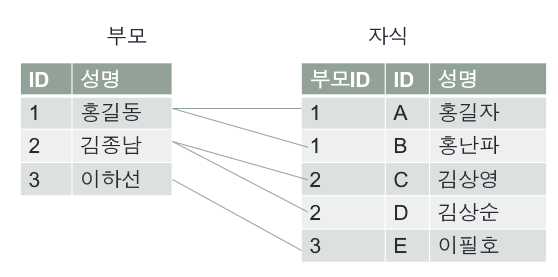 부모
자식
ID 성명
1 홍길동
2 김종남
3 이하선
부모ID ID 성명
1 A 홍길자
1 B 홍난파
2 C 김상영
2 D 김상순
3 E 이필호